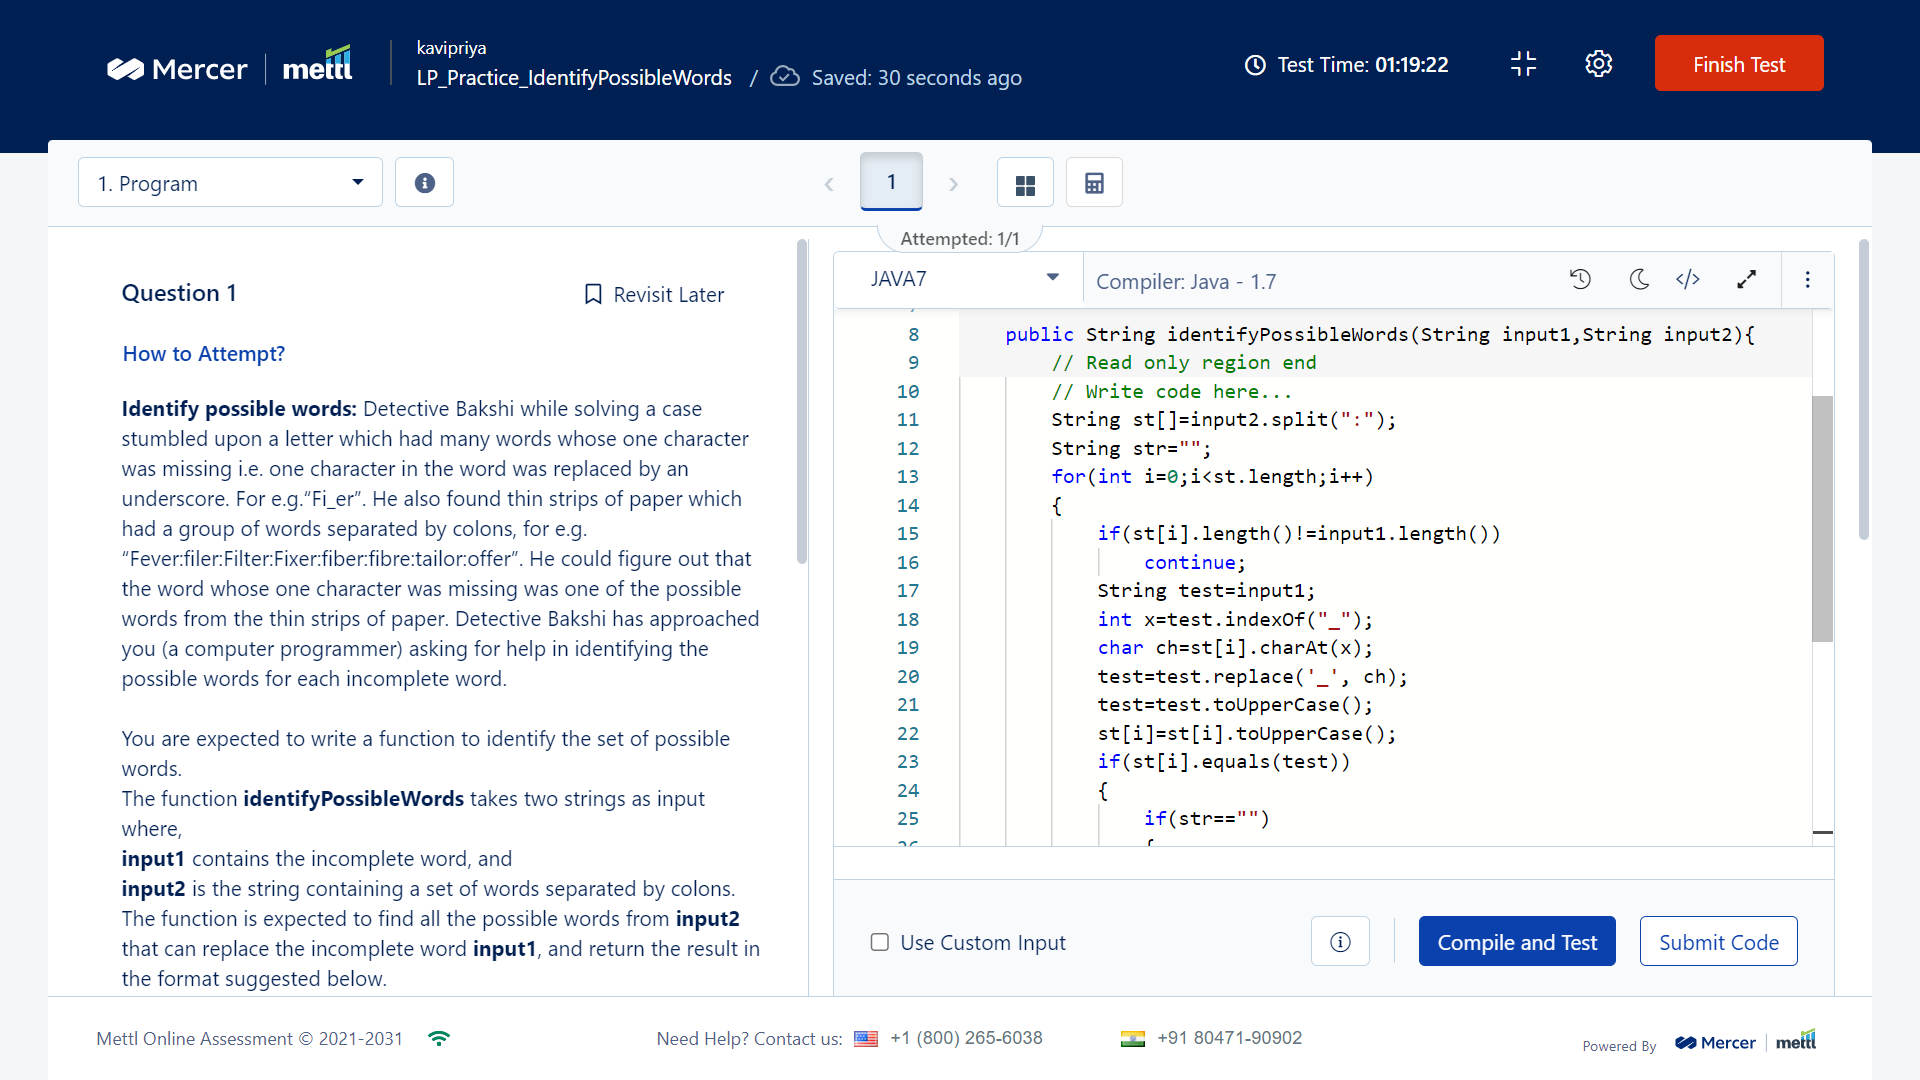 Mercer mettl
kavipriya
LP_Practice_IdentifyPossibleWords / Saved: 30 seconds ago
Test Time: 01:19:22
Finish Test
1. Program
1
Attempted: 1/1
Question 1
Revisit Later
How to Attempt?
Identify possible words: Detective Bakshi while solving a case
stumbled upon a letter which had many words whose one character
was missing i.e. one character in the word was replaced by an
underscore. For e.g.“Fi_er”. He also found thin strips of paper which
had a group of words separated by colons, for e.g.
“Fever:filer:Filter:Fixer:fiber:fibre:tailor:offer”. He could figure out that
the word whose one character was missing was one of the possible
words from the thin strips of paper. Detective Bakshi has approached
you (a computer programmer) asking for help in identifying the
possible words for each incomplete word.
You are expected to write a function to identify the set of possible
words.
The function identifyPossibleWords takes two strings as input
where,
input1 contains the incomplete word, and
input2 is the string containing a set of words separated by colons.
The function is expected to find all the possible words from input2
that can replace the incomplete word input1, and return the result in
the format suggested below.
JAVA7
Compiler: Java - 1.7
8 public String identifyPossibleWords(String input1,String input2){
9 // Read only region end
10 // Write code here...
11 String st[]=input2.split(":");
12 String str="";
13 for(int i=0;i<st.length;i++)
14 {
15 if(st[i].length()!=input1.length())
16 continue;
17 String test=input1;
18 int x=test.indexOf("_");
19 char ch=st[i].charAt(x);
20 test=test.replace('_', ch);
21 test=test.toUpperCase();
22 st[i]=st[i].toUpperCase();
23 if(st[i].equals(test))
24 {
25 if(str=="")
Use Custom Input
Compile and Test
Submit Code
Mettl Online Assessment © 2021-2031
Need Help? Contact us: +1 (800) 265-6038
+91 80471-90902
Powered By Mercer mettl